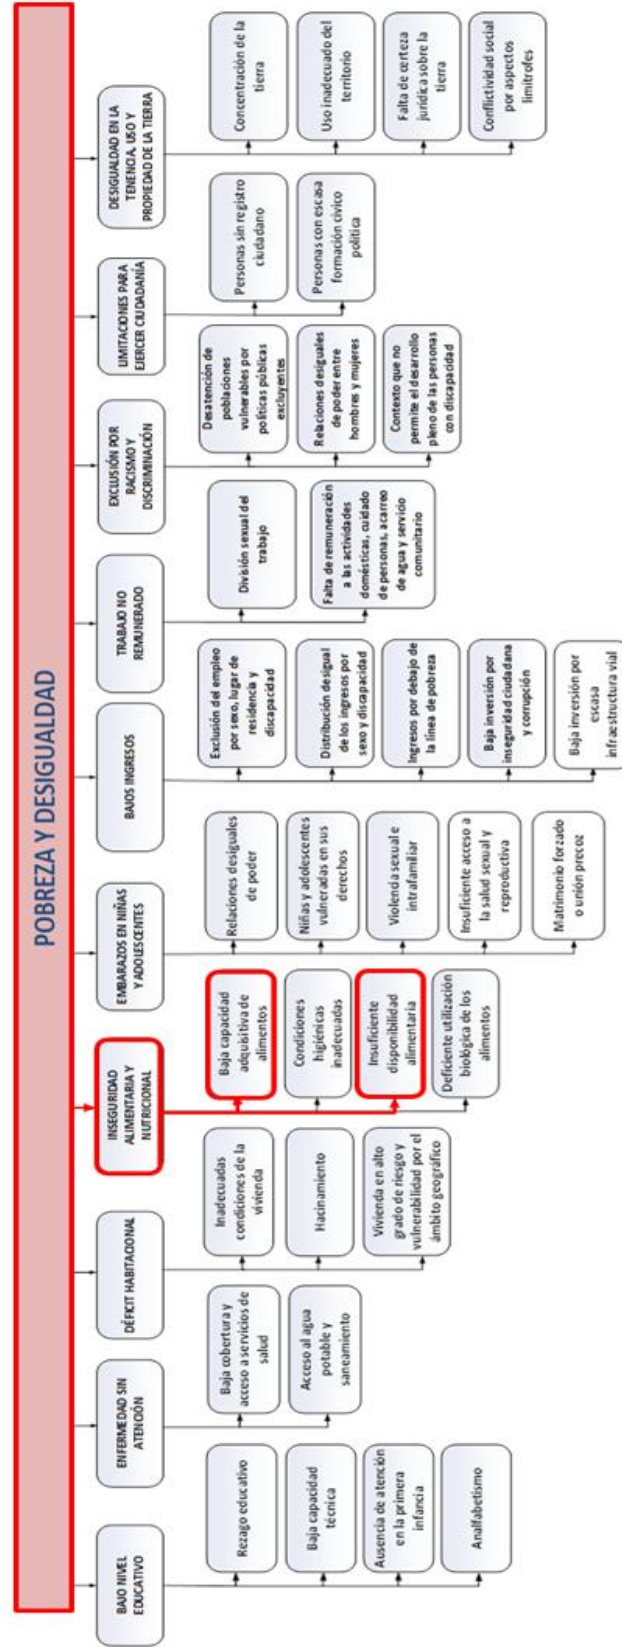 POBREZA Y DESIGUALDAD
BAJO NIVEL
EDUCATIVO
Rezago educativo
Baja capacidad
técnica
Ausencia de atención
en la primera
infancia
Analfabetismo
ENFERMEDAD SIN
ATENCIÓN
Baja cobertura y
acceso a servicios de
salud
Acceso al agua
potable y
saneamiento
DÉFICIT HABITACIONAL
Inadecuadas
condiciones de la
vivienda
Hacinamiento
Vivienda en alto
grado de riesgo y
vulnerabilidad por el
ámbito geográfico
INSEGURIDAD
ALIMENTARIA Y
NUTRICIONAL
Baja capacidad
adquisitiva de
alimentos
Condiciones
higiénicas
inadecuadas
Insuficiente
disponibilidad
alimentaria
Deficiente utilización
biológica de los
alimentos
EMBARAZOS EN NIÑAS
Y ADOLESCENTES
Relaciones desiguales
de poder
Niñas y adolescentes
vulneradas en sus
derechos
Violencia sexual e
intrafamiliar
Insuficiente acceso a
la salud sexual y
reproductiva
Matrimonio forzado
o unión precoz
BAJOS INGRESOS
Exclusión del empleo
por sexo, lugar de
residencia y
discapacidad
Distribución desigual
de los ingresos por
sexo y discapacidad
Ingresos por debajo de
la línea de pobreza
Baja inversión por
inseguridad ciudadana
y corrupción
Baja inversión por
escasa
infraestructura vial
TRABAJO NO
REMUNERADO
División sexual del
trabajo
Falta de remuneración
a las actividades
domésticas, cuidado
de personas, acarreo
de agua y servicio
comunitario
EXCLUSIÓN POR
RACISMO Y
DISCRIMINACIÓN
Desatención de
poblaciones
vulnerables por
políticas públicas
excluyentes
Relaciones desiguales
de poder entre
hombres y mujeres
Contexto que no
permite el desarrollo
pleno de las personas
con discapacidad
LIMITACIONES PARA
EJERCER CIUDADANÍA
Personas sin registro
ciudadano
Personas con escasa
formación cívico
política
DESIGUALDAD EN LA
TENENCIA, USO Y
PROPIEDAD DE LA TIERRA
Concentración de la
tierra
Uso inadecuado del
territorio
Falta de certeza
jurídica sobre la
tierra
Conflictividad social
por aspectos
limítrofes